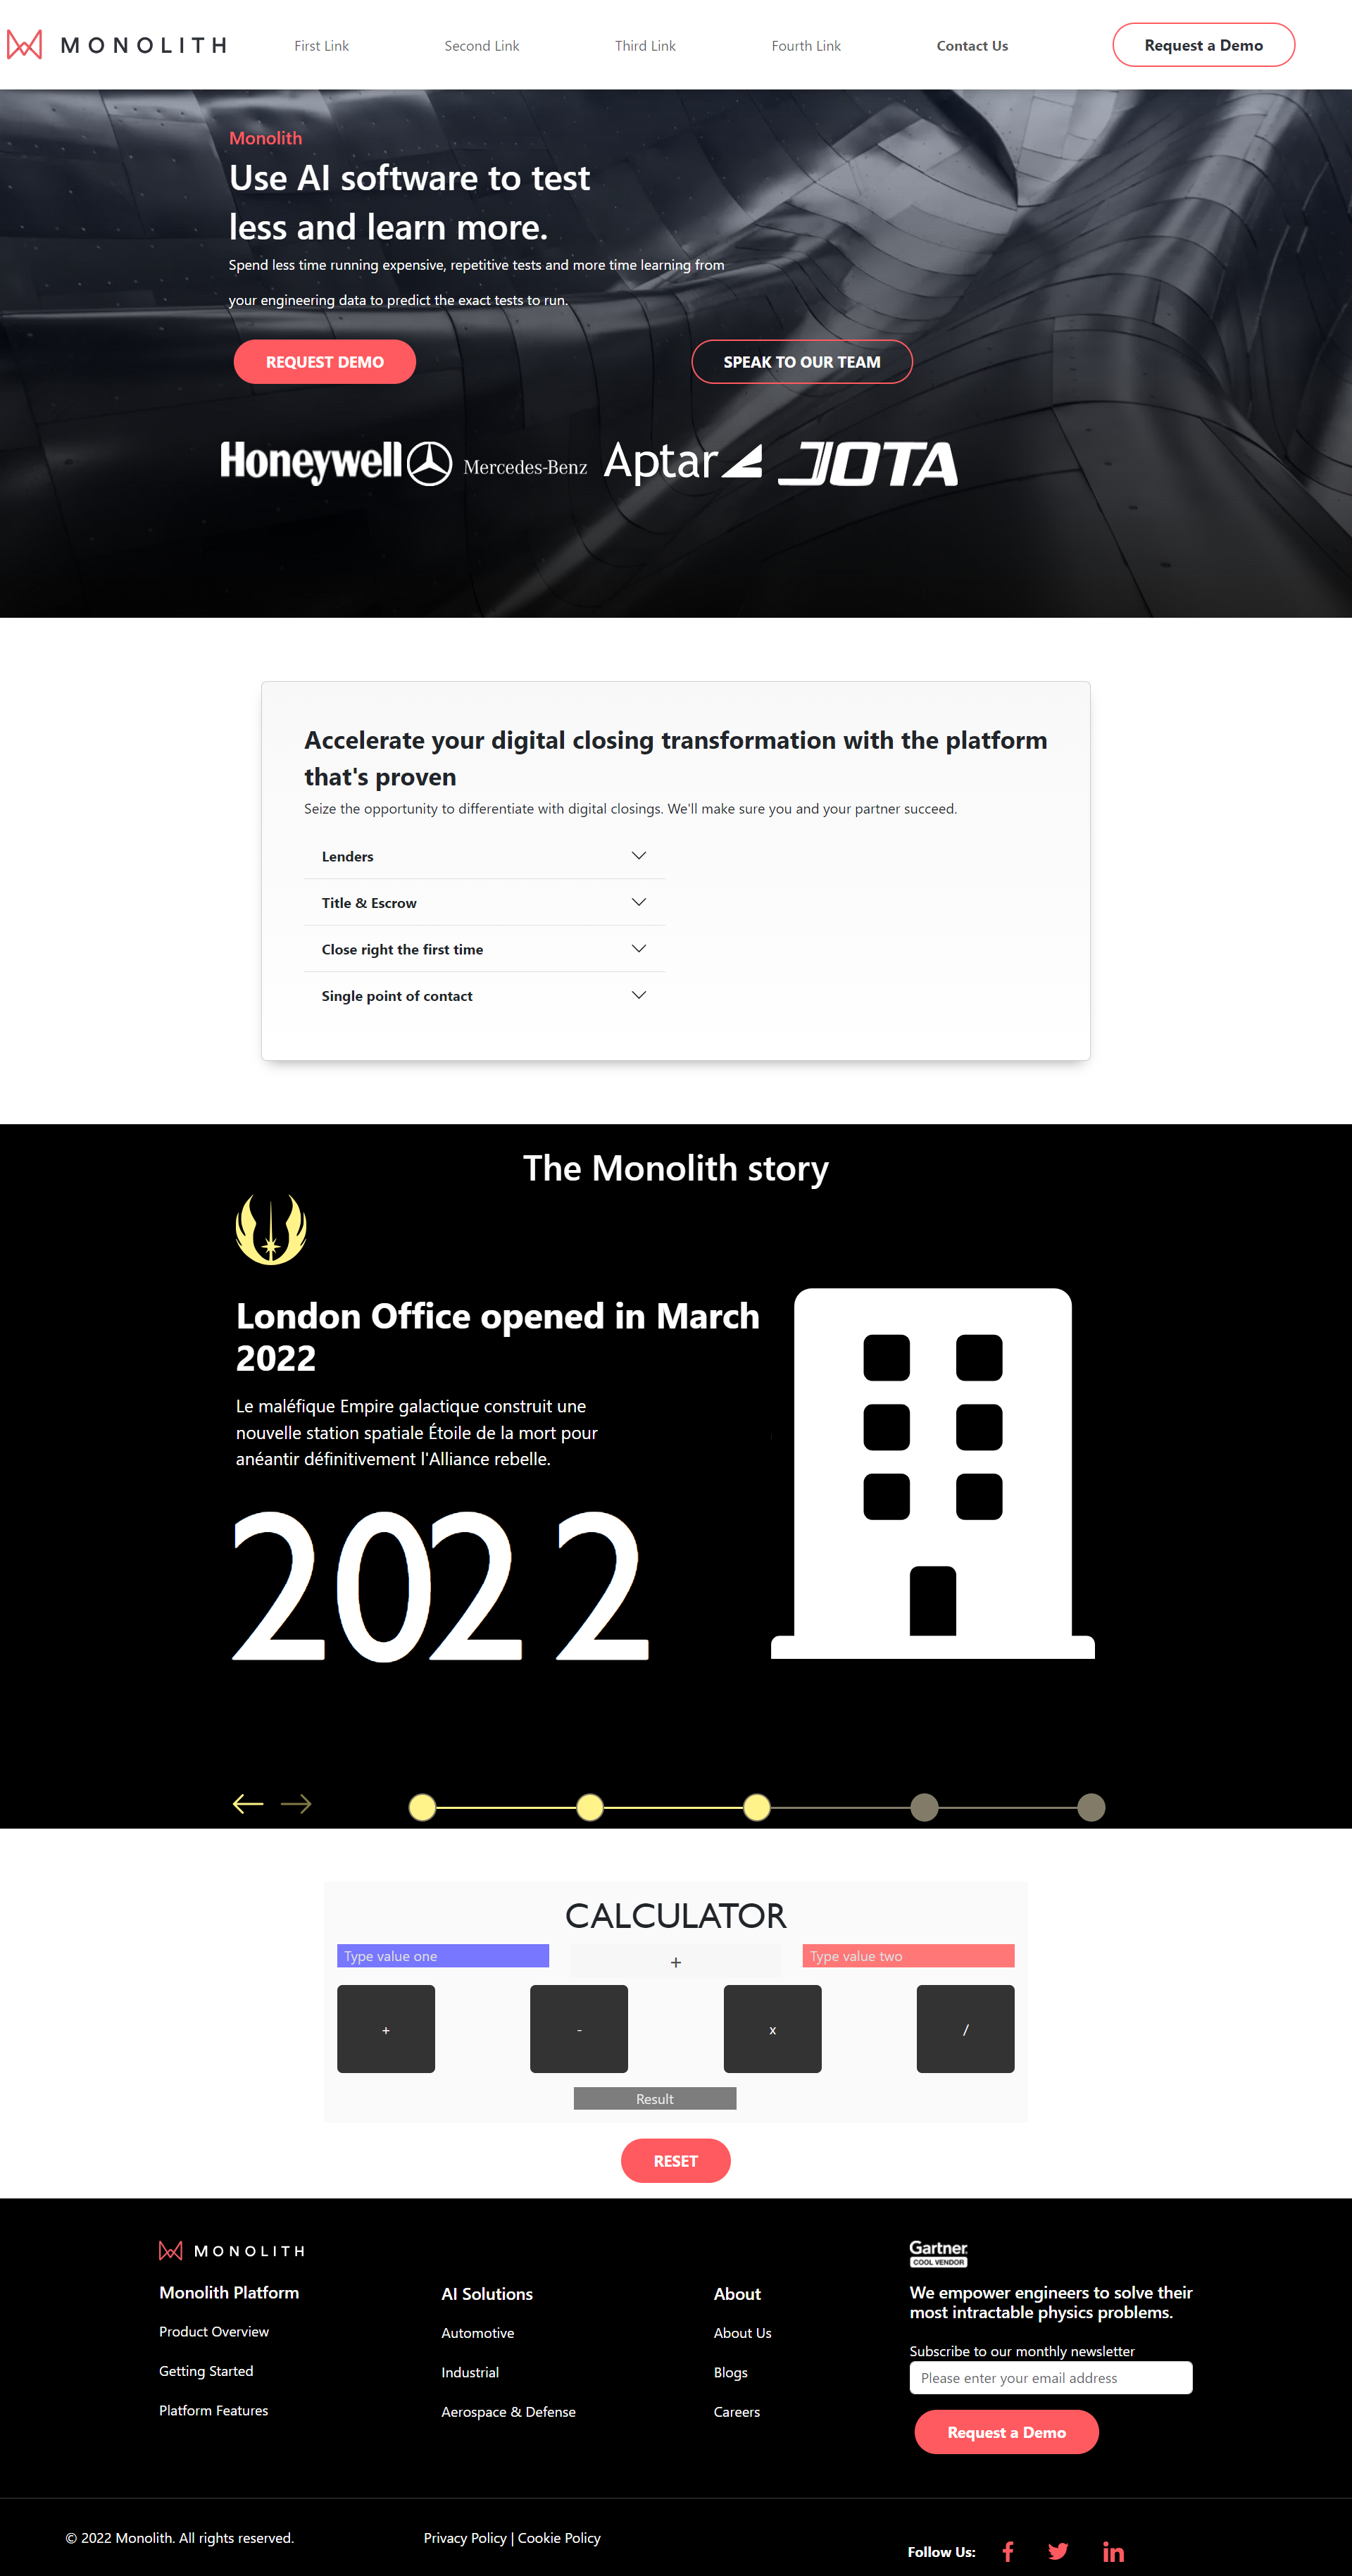 MONOLITH
First Link
Second Link
Third Link
Fourth Link
Contact Us
Request a Demo
Monolith
Use AI software to test
less and learn more.
Spend less time running expensive, repetitive tests and more time learning from
your engineering data to predict the exact tests to run.
REQUEST DEMO
SPEAK TO OUR TEAM
Honeywell
Mercedes-Benz
Aptar
JOTA
Accelerate your digital closing transformation with the platform
that's proven
Seize the opportunity to differentiate with digital closings. We'll make sure you and your partner succeed.
Lenders
Title & Escrow
Close right the first time
Single point of contact
The Monolith story
London Office opened in March
2022
Le maléfique Empire galactique construit une
nouvelle station spatiale Étoile de la mort pour
anéantir définitivement l'Alliance rebelle.
2022
CALCULATOR
Type value one
+
Type value two
+
-
x
/
Result
RESET
MONOLITH
Monolith Platform
Product Overview
Getting Started
Platform Features
AI Solutions
Automotive
Industrial
Aerospace & Defense
About
About Us
Blogs
Careers
Gartner
COOL VENDOR
We empower engineers to solve their
most intractable physics problems.
Subscribe to our monthly newsletter
Please enter your email address
Request a Demo
© 2022 Monolith. All rights reserved.
Privacy Policy | Cookie Policy
Follow Us: